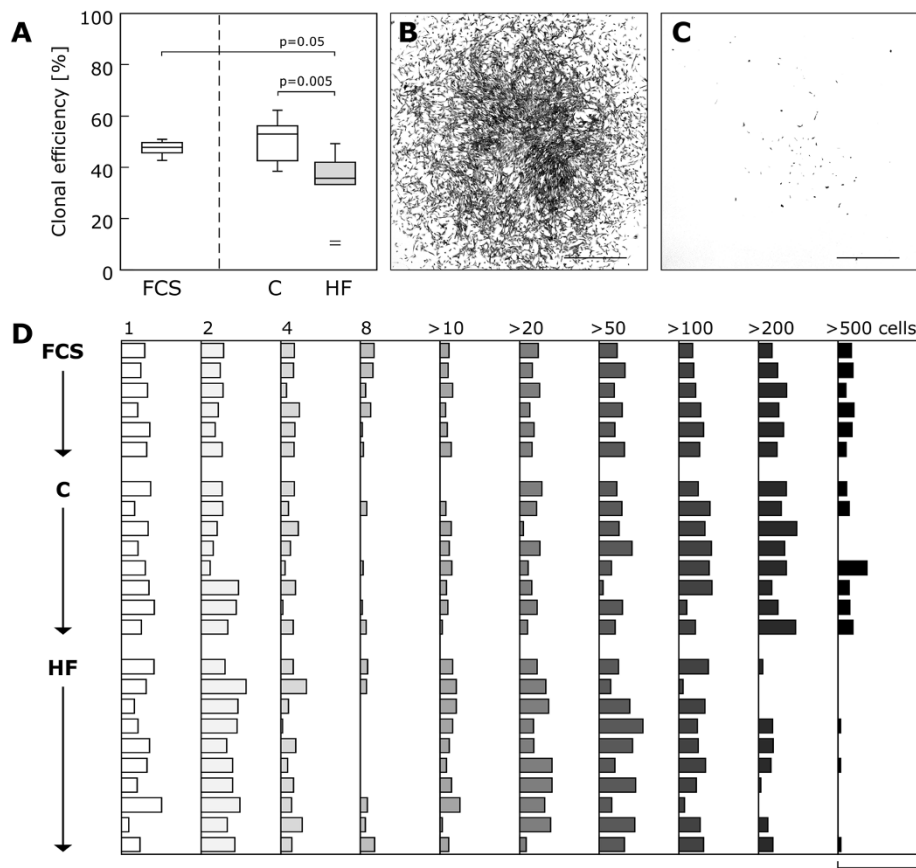 A
B
C
Clonal efficiency [%]
100
80
60
40
20
0
p=0.05
p=0.005
FCS
C
HF
D
1 2 4 8 >10 >20 >50 >100 >200 >500 cells
FCS
C
HF